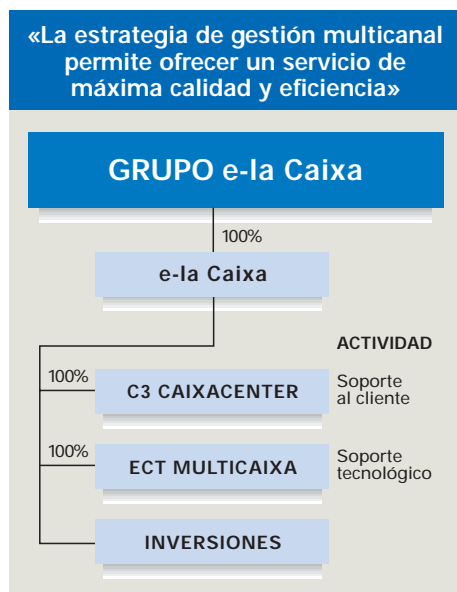 «La estrategia de gestión multicanal
permite ofrecer un servicio de
máxima calidad y eficiencia»
GRUPO e-la Caixa
100%
e-la Caixa
ACTIVIDAD
100%
C3 CAIXACENTER
Soporte
al cliente
100%
ECT MULTICAIXA
Soporte
tecnológico
INVERSIONES